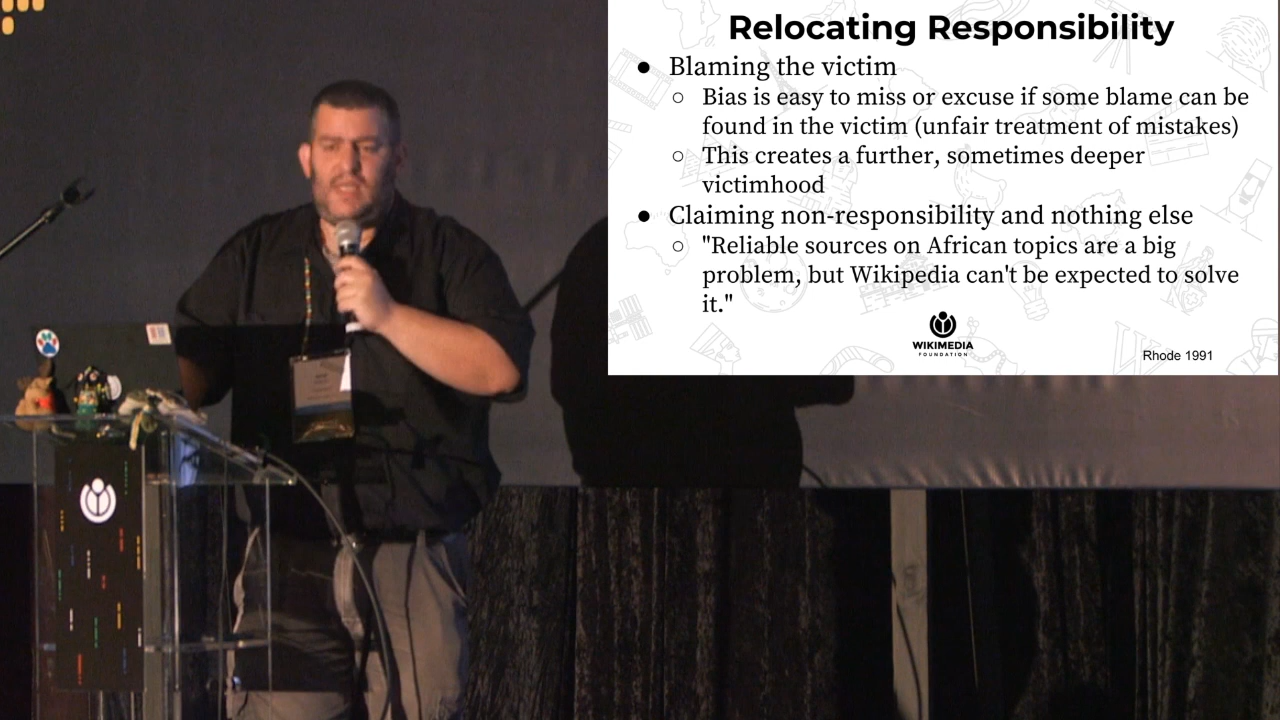 Relocating Responsibility
● Blaming the victim
○ Bias is easy to miss or excuse if some blame can be
found in the victim (unfair treatment of mistakes)
○ This creates a further, sometimes deeper
victimhood
● Claiming non-responsibility and nothing else
○ "Reliable sources on African topics are a big
problem, but Wikipedia can't be expected to solve
it."
WIKIMEDIA
FOUNDATION
Rhode 1991